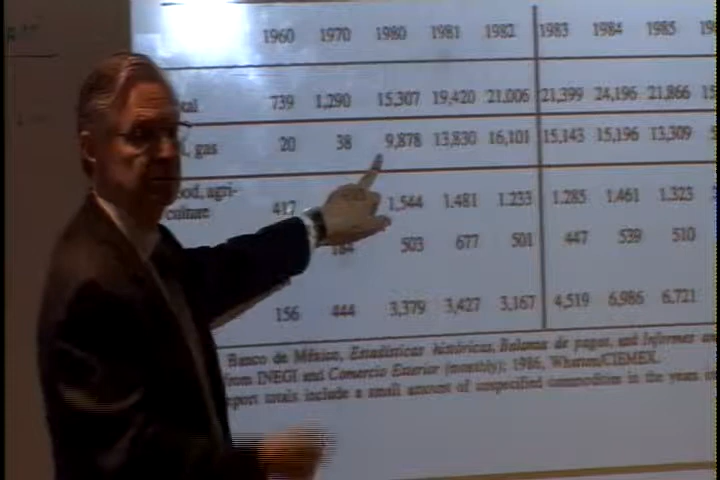 1960 1970 1980 1981 1982 1983 1984 1985
tal 739 1,290 15,307 19,420 21,006 21,399 24,196 21,866
gas 20 38 9,878 13,830 16,101 15,143 15,196 13,309
ood, agri-
culture 417 1,544 1,481 1,233 1,285 1,461 1,323
184 503 677 501 447 539 510
156 444 3,379 3,427 3,167 4,519 6,986 6,721
Banco de México, Estadísticas históricas, Balanza de pagos, and Informes
from INEGI and Comercio Exterior (monthly); 1986, Wharton/CIEMEX.
xport totals include a small amount of unspecified commodities in the years